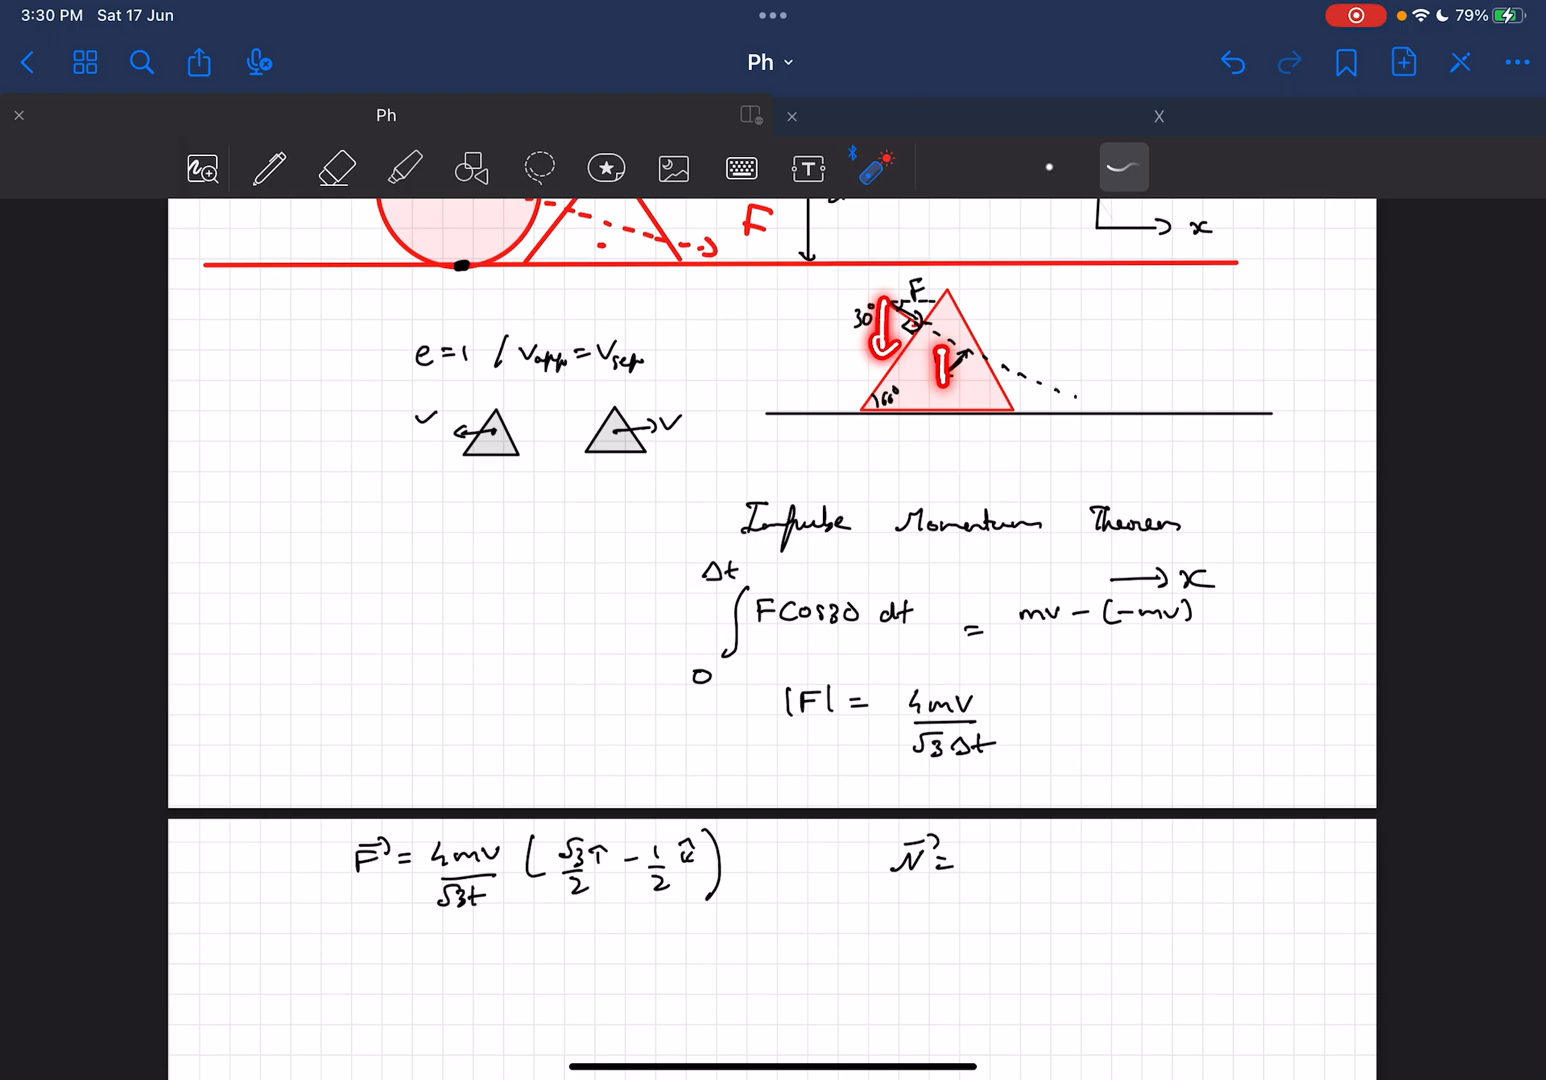 3:30 PM Sat 17 Jun
79%
Ph
Ph
X
T
F
x
F
30°
60°
e=1 / Vapp = Vsep
v
v
Impulse Momentum Theorem
Δt
→ x
∫ F Cos30 dt = mv - (-mv)
0
|F| = 4mv / √3 Δt
F⃗ = 4mv / √3t ( √3/2 î - 1/2 k̂ )
N⃗ =